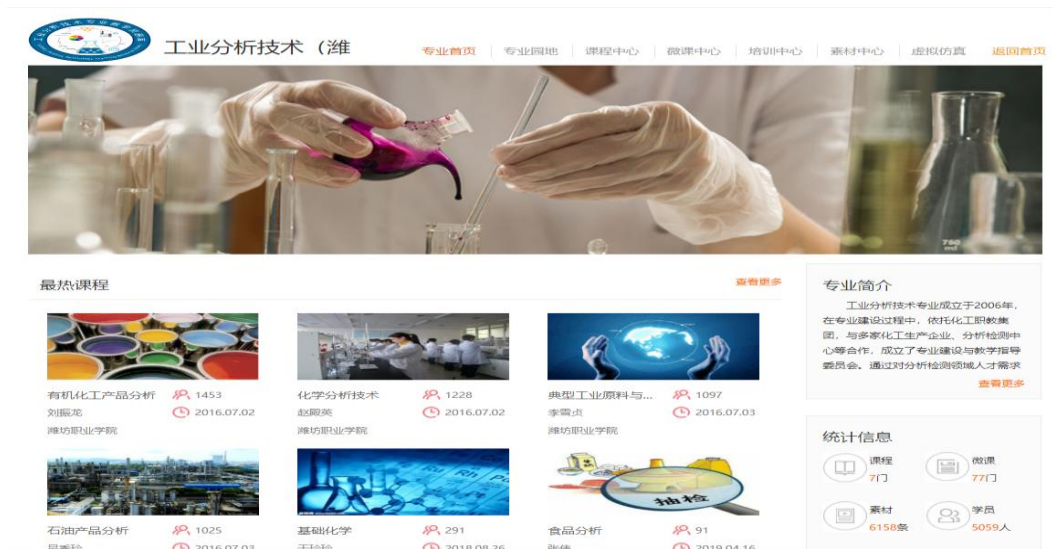 工业分析技术（潍
专业首页 专业园地 课程中心 微课中心 培训中心 素材中心 虚拟仿真 返回首页
最热课程
查看更多
有机化工产品分析 1453
刘振龙 2016.07.02
潍坊职业学院
化学分析技术 1228
赵殿英 2016.07.02
潍坊职业学院
典型工业原料与... 1097
李雪贞 2016.07.03
潍坊职业学院
抽检
石油产品分析 1025
2016.07.03
基础化学 291
2018.08.26
食品分析 91
2019.04.16
专业简介
工业分析技术专业成立于2006年,
在专业建设过程中，依托化工职教集
团，与多家化工生产企业、分析检测中
心等合作，成立了专业建设与教学指导
委员会。通过对分析检测领域人才需求
查看更多
统计信息
课程
7门
微课
77门
素材
6158条
学员
5059人